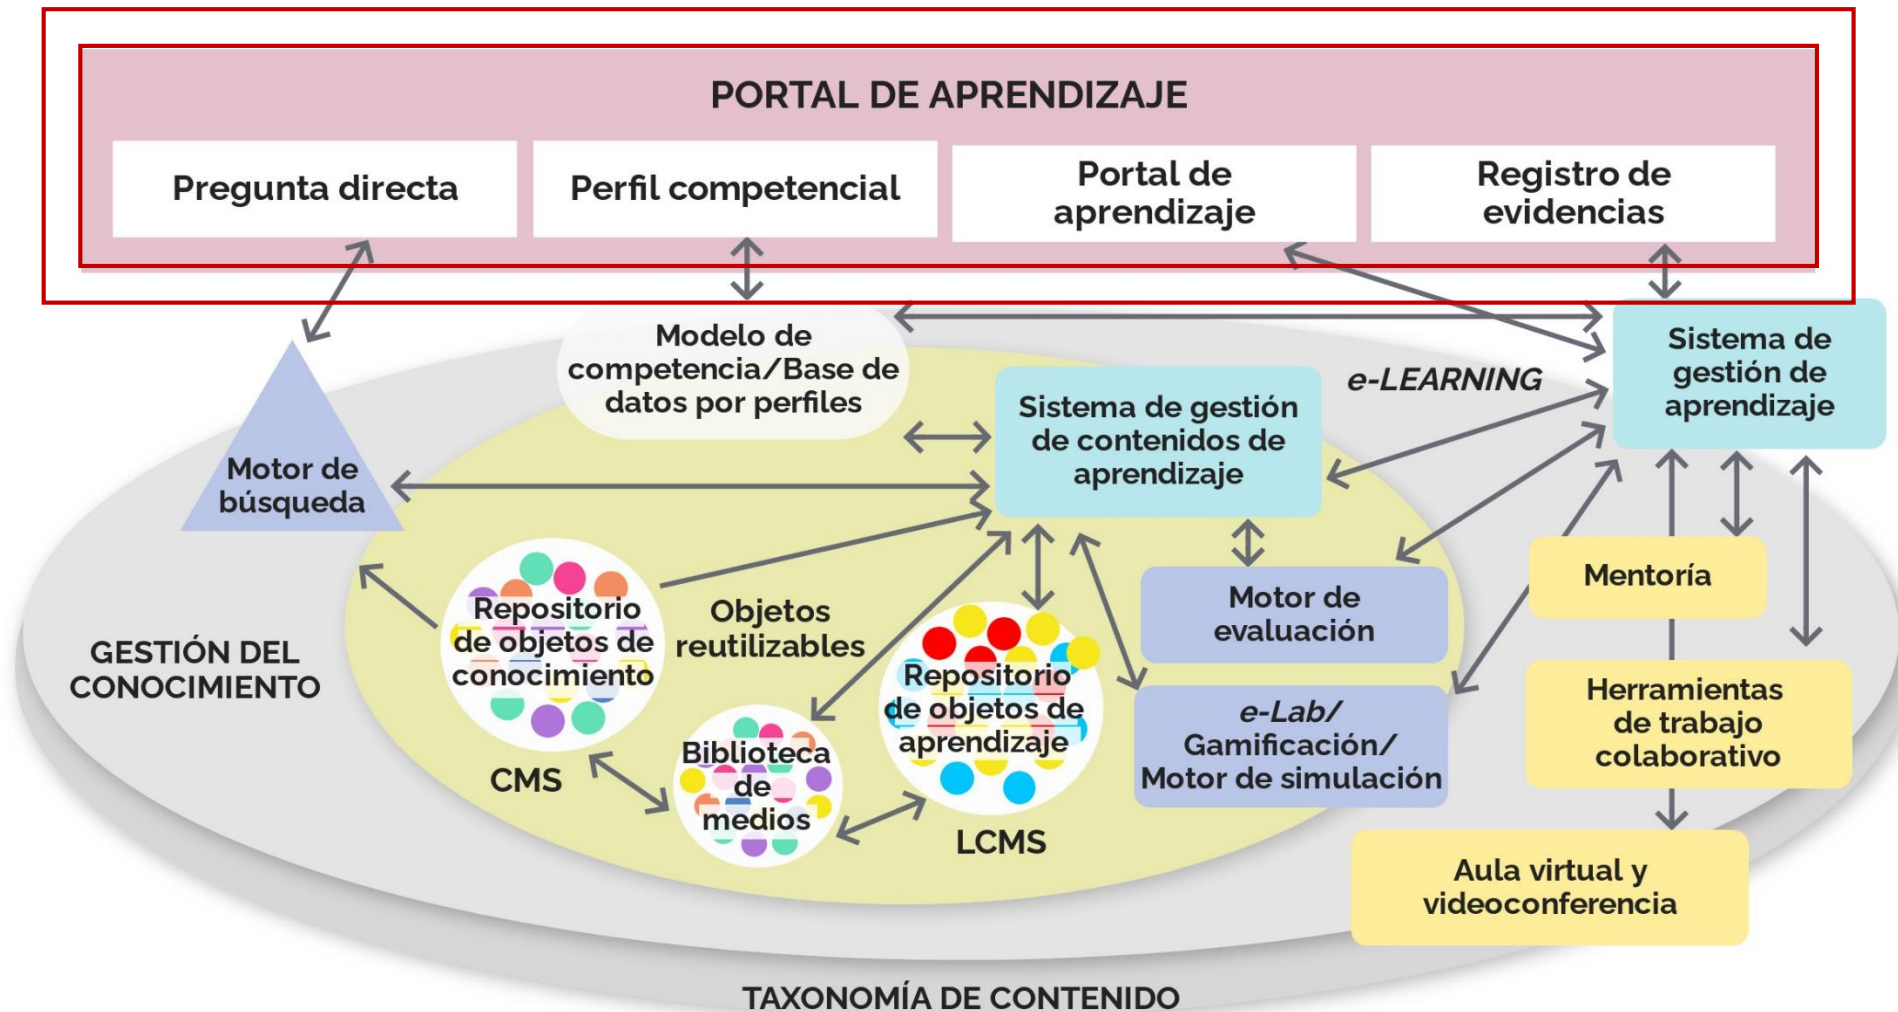 PORTAL DE APRENDIZAJE
Pregunta directa
Perfil competencial
Portal de
aprendizaje
Registro de
evidencias
Modelo de
competencia/Base de
datos por perfiles
e-LEARNING
Sistema de
gestión de
aprendizaje
Sistema de gestión
de contenidos de
aprendizaje
Motor de
búsqueda
Mentoría
Motor de
evaluación
Repositorio
de objetos de
conocimiento
Objetos
reutilizables
GESTIÓN DEL
CONOCIMIENTO
Repositorio
de objetos de
aprendizaje
e-Lab/
Gamificación/
Motor de simulación
Herramientas
de trabajo
colaborativo
CMS
Biblioteca
de
medios
LCMS
Aula virtual y
videoconferencia
TAXONOMÍA DE CONTENIDO